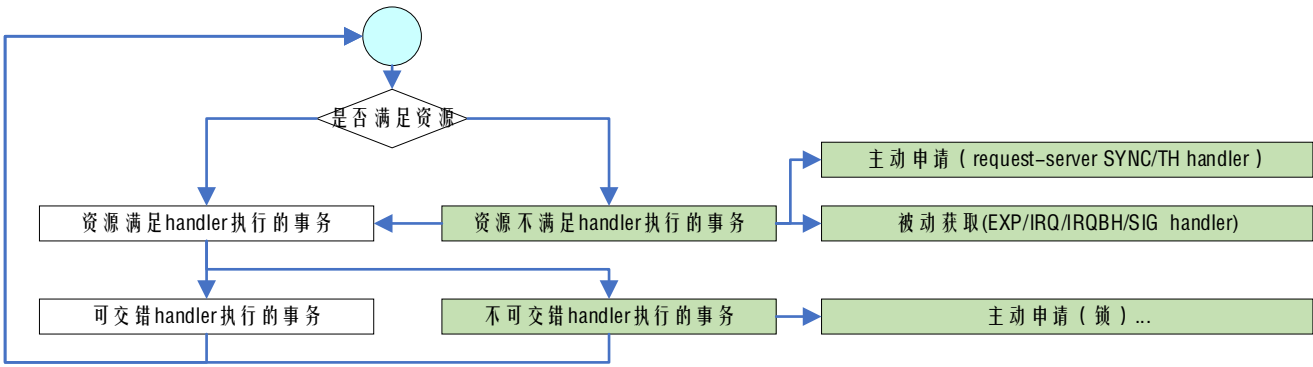 是否满足资源
主动申请（request-server SYNC/TH handler）
资源满足handler执行的事务
资源不满足handler执行的事务
被动获取(EXP/IRQ/IRQBH/SIG handler)
可交错handler执行的事务
不可交错handler执行的事务
主动申请（锁）...